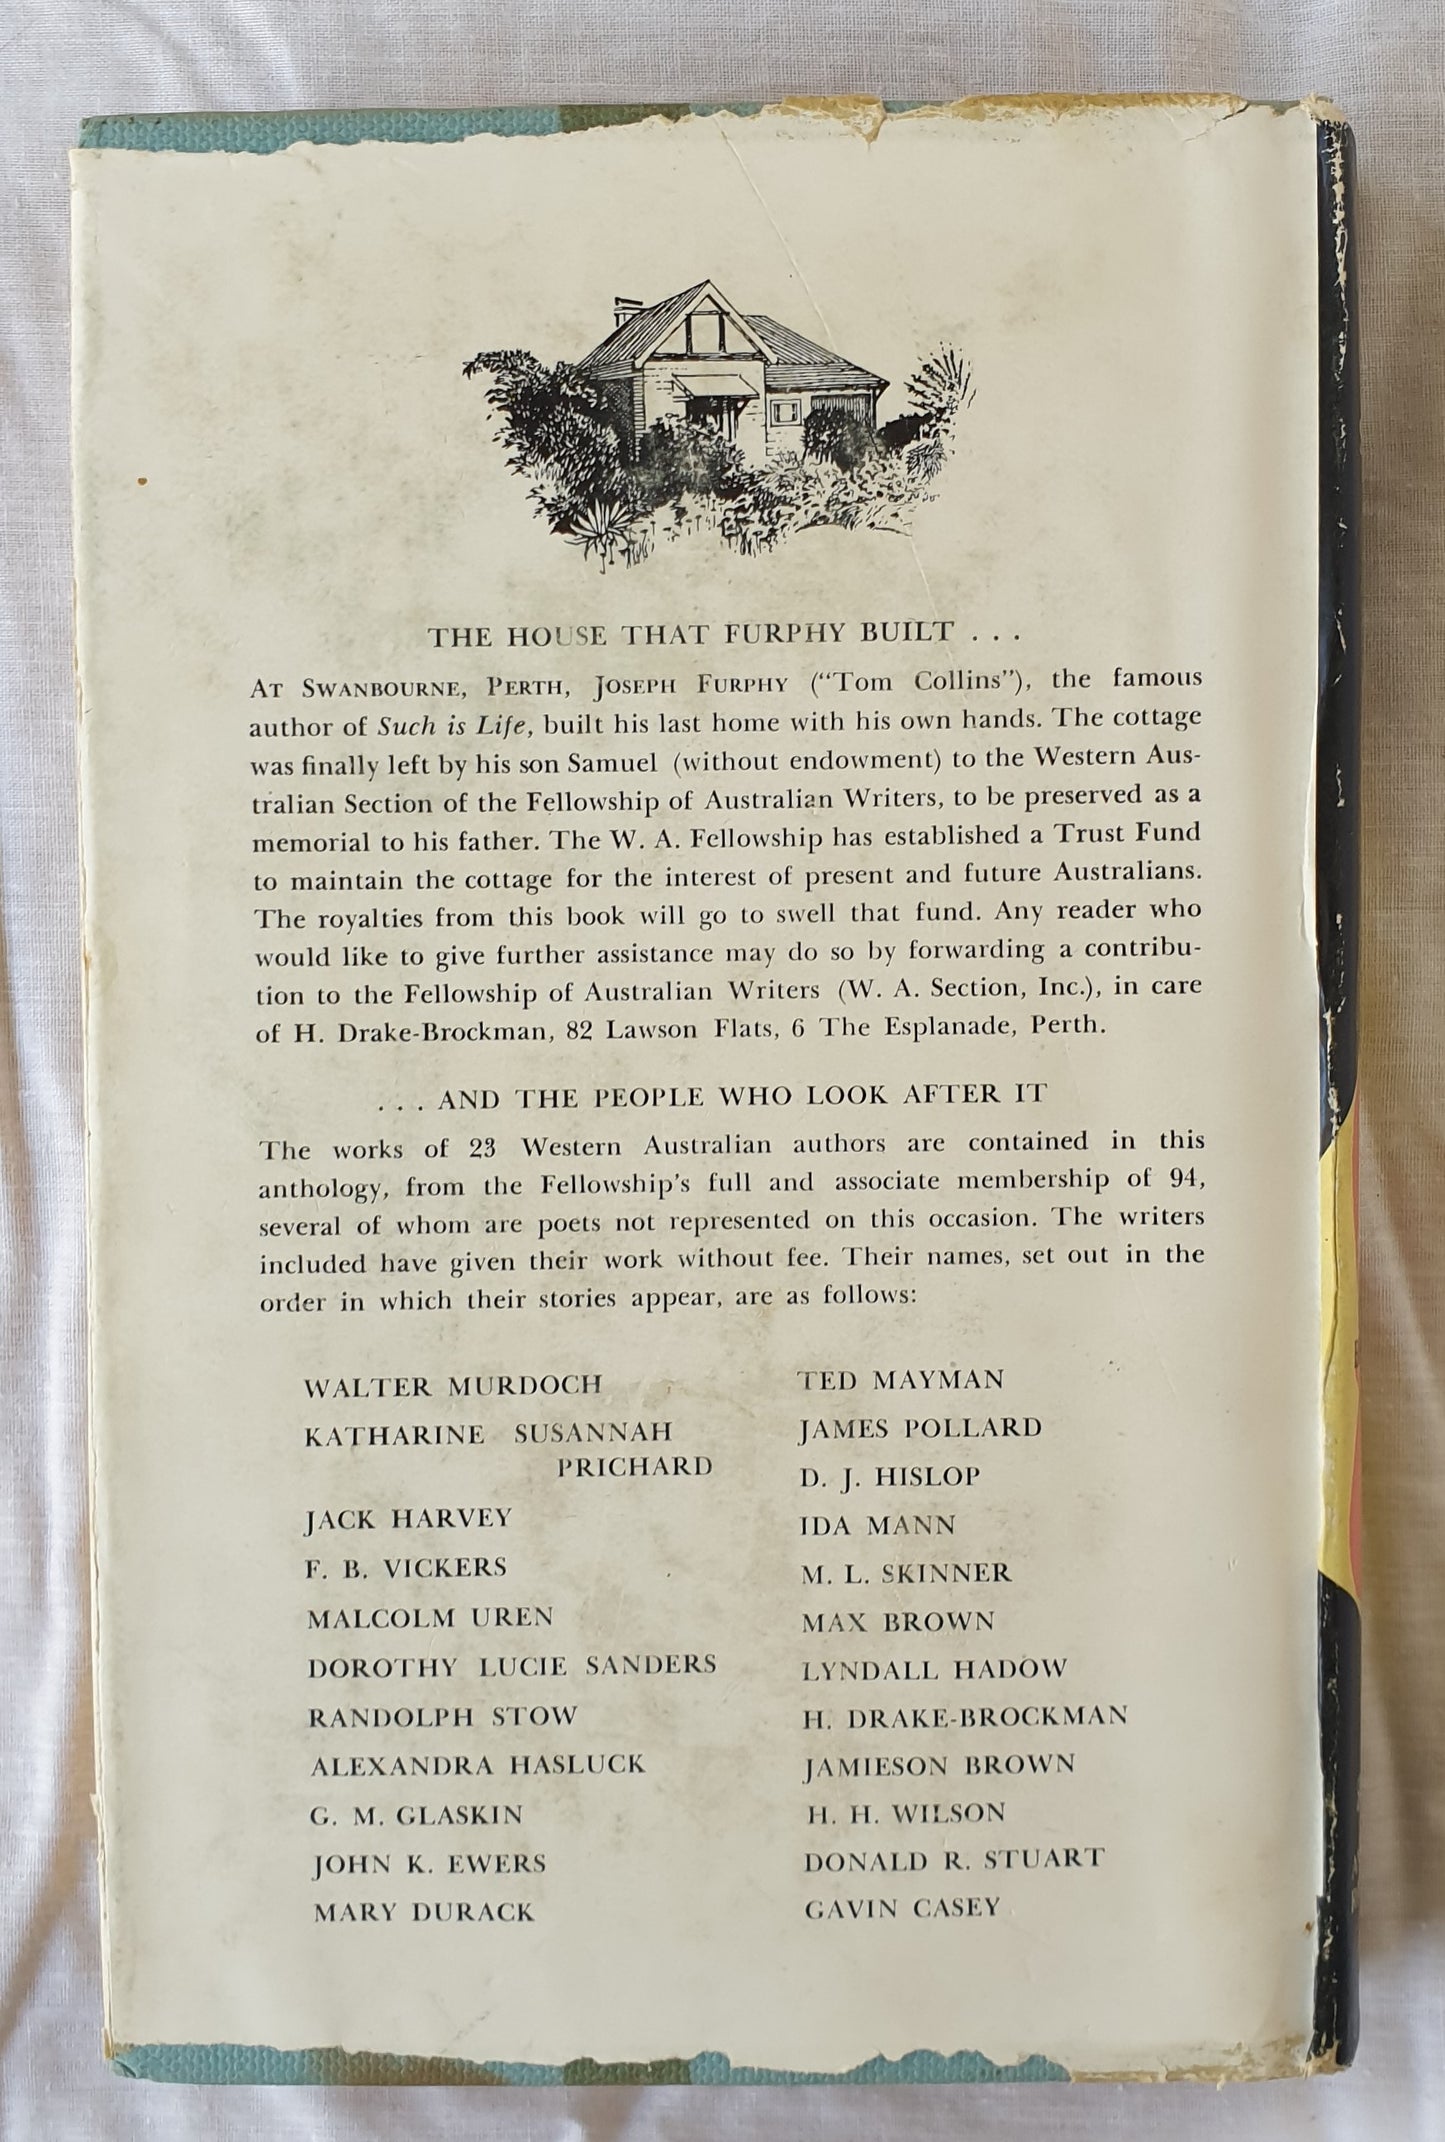 THE HOUSE THAT FURPHY BUILT . . .
AT SWANBOURNE, PERTH, JOSEPH FURPHY (“Tom Collins”), the famous
author of Such is Life, built his last home with his own hands. The cottage
was finally left by his son Samuel (without endowment) to the Western Aus-
tralian Section of the Fellowship of Australian Writers, to be preserved as a
memorial to his father. The W. A. Fellowship has established a Trust Fund
to maintain the cottage for the interest of present and future Australians.
The royalties from this book will go to swell that fund. Any reader who
would like to give further assistance may do so by forwarding a contribu-
tion to the Fellowship of Australian Writers (W. A. Section, Inc.), in care
of H. Drake-Brockman, 82 Lawson Flats, 6 The Esplanade, Perth.
. . . AND THE PEOPLE WHO LOOK AFTER IT
The works of 23 Western Australian authors are contained in this
anthology, from the Fellowship’s full and associate membership of 94,
several of whom are poets not represented on this occasion. The writers
included have given their work without fee. Their names, set out in the
order in which their stories appear, are as follows:
WALTER MURDOCH
KATHARINE SUSANNAH
PRICHARD
JACK HARVEY
F. B. VICKERS
MALCOLM UREN
DOROTHY LUCIE SANDERS
RANDOLPH STOW
ALEXANDRA HASLUCK
G. M. GLASKIN
JOHN K. EWERS
MARY DURACK
TED MAYMAN
JAMES POLLARD
D. J. HISLOP
IDA MANN
M. L. SKINNER
MAX BROWN
LYNDALL HADOW
H. DRAKE-BROCKMAN
JAMIESON BROWN
H. H. WILSON
DONALD R. STUART
GAVIN CASEY